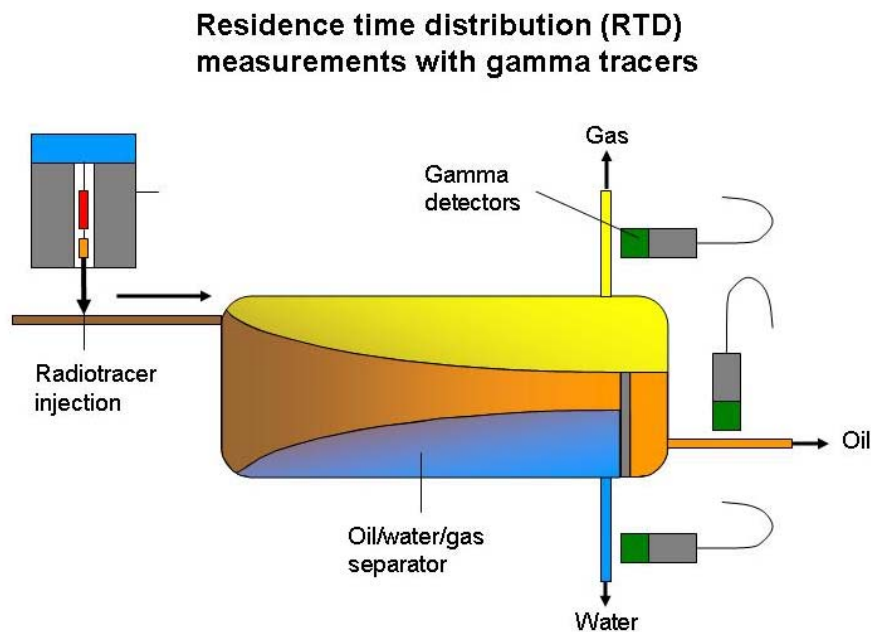 Residence time distribution (RTD)
measurements with gamma tracers
Gas
Gamma
detectors
Radiotracer
injection
Oil
Oil/water/gas
separator
Water